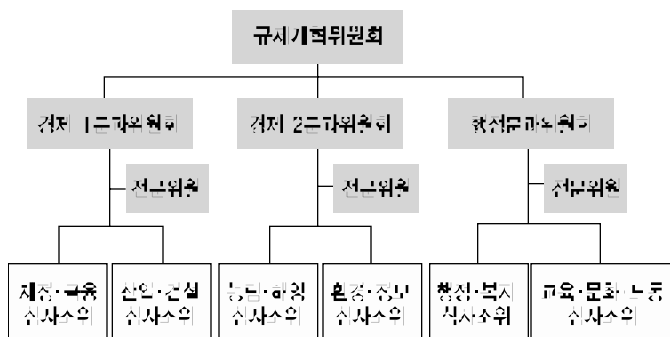 규제개혁위원회
경제 1분과위원회
경제 2분과위원회
행정분과위원회
전문위원
전문위원
전문위원
재정·금융
심사소위
산업·건설
심사소위
농림·해양
심사소위
환경·정보
심사소위
행정·복지
심사소위
교육·문화·노동
심사소위